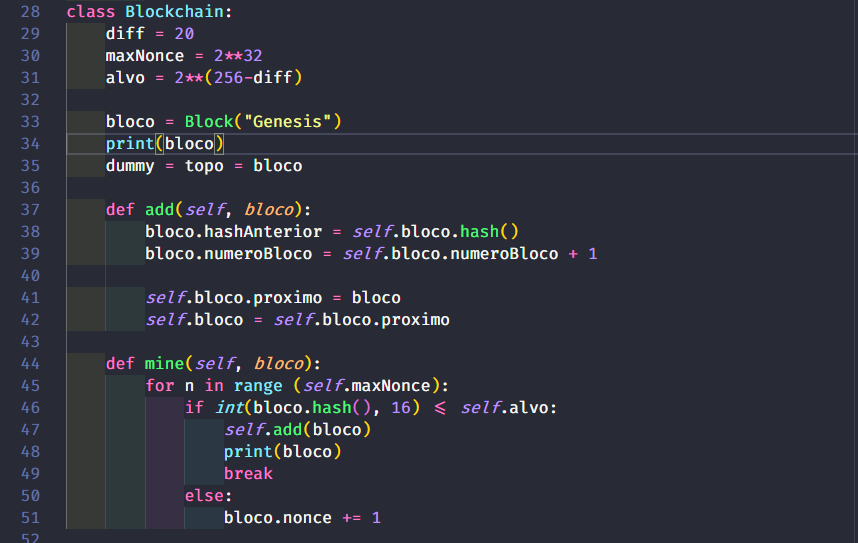 28 class Blockchain:
29     diff = 20
30     maxNonce = 2**32
31     alvo = 2**(256-diff)
32
33     bloco = Block("Genesis")
34     print(bloco)
35     dummy = topo = bloco
36
37     def add(self, bloco):
38         bloco.hashAnterior = self.bloco.hash()
39         bloco.numeroBloco = self.bloco.numeroBloco + 1
40
41         self.bloco.proximo = bloco
42         self.bloco = self.bloco.proximo
43
44     def mine(self, bloco):
45         for n in range (self.maxNonce):
46             if int(bloco.hash(), 16) <= self.alvo:
47                 self.add(bloco)
48                 print(bloco)
49                 break
50             else:
51                 bloco.nonce += 1
52